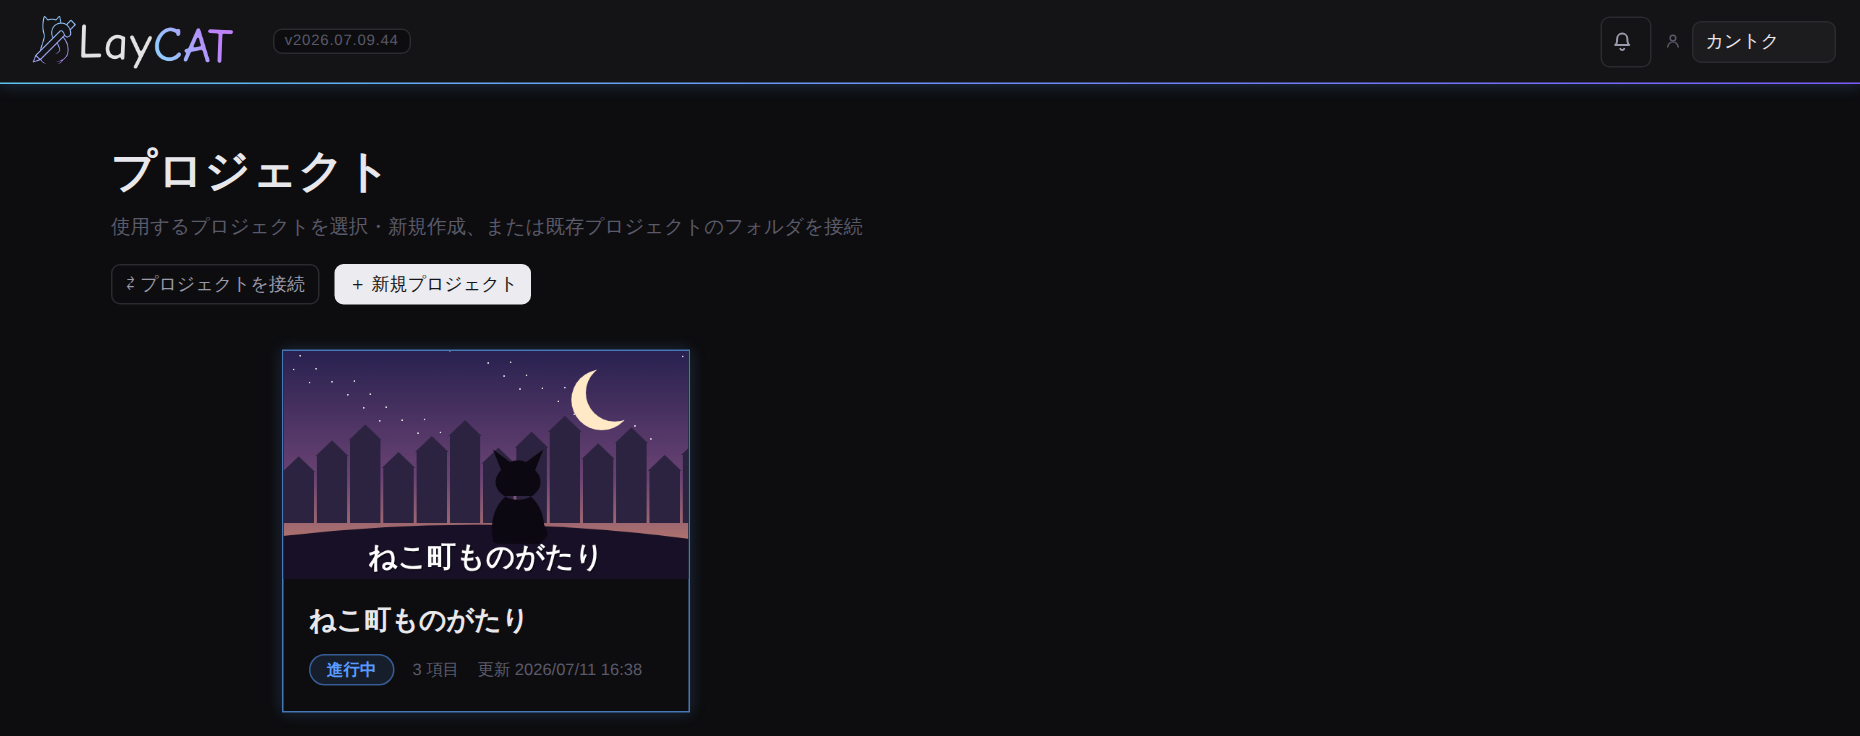 LayCAT
v2026.07.09.44
カントク
プロジェクト
使用するプロジェクトを選択・新規作成、または既存プロジェクトのフォルダを接続
⇄ プロジェクトを接続
＋ 新規プロジェクト
ねこ町ものがたり
ねこ町ものがたり
進行中 3 項目 更新 2026/07/11 16:38